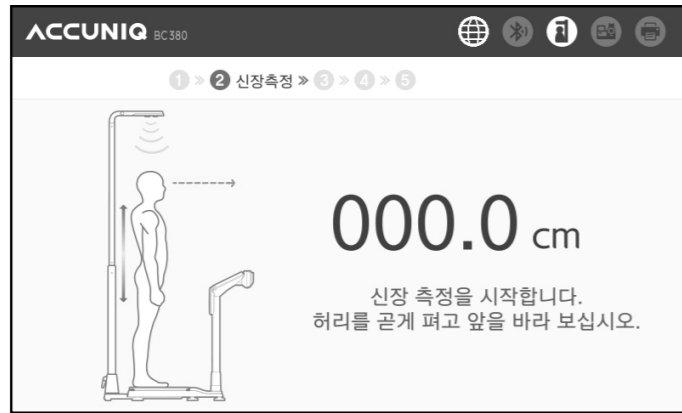 ACCUNIQ BC380
1 » 2 신장측정 » 3 » 4 » 5
000.0 cm
신장 측정을 시작합니다.
허리를 곧게 펴고 앞을 바라 보십시오.